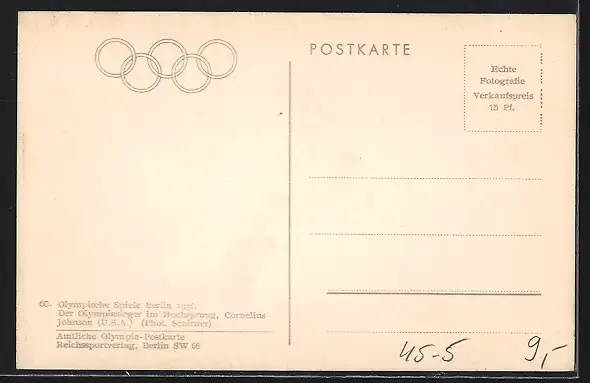 POSTKARTE
Echte
Fotografie
Verkaufspreis
15 Pf.
60. Olympische Spiele Berlin 1936.
Der Olympiasieger im Hochsprung, Cornelius
Johnson (U.S.A.) (Phot. Schirner)
Amtliche Olympia-Postkarte
Reichssportverlag, Berlin SW 68
45-5 9,-